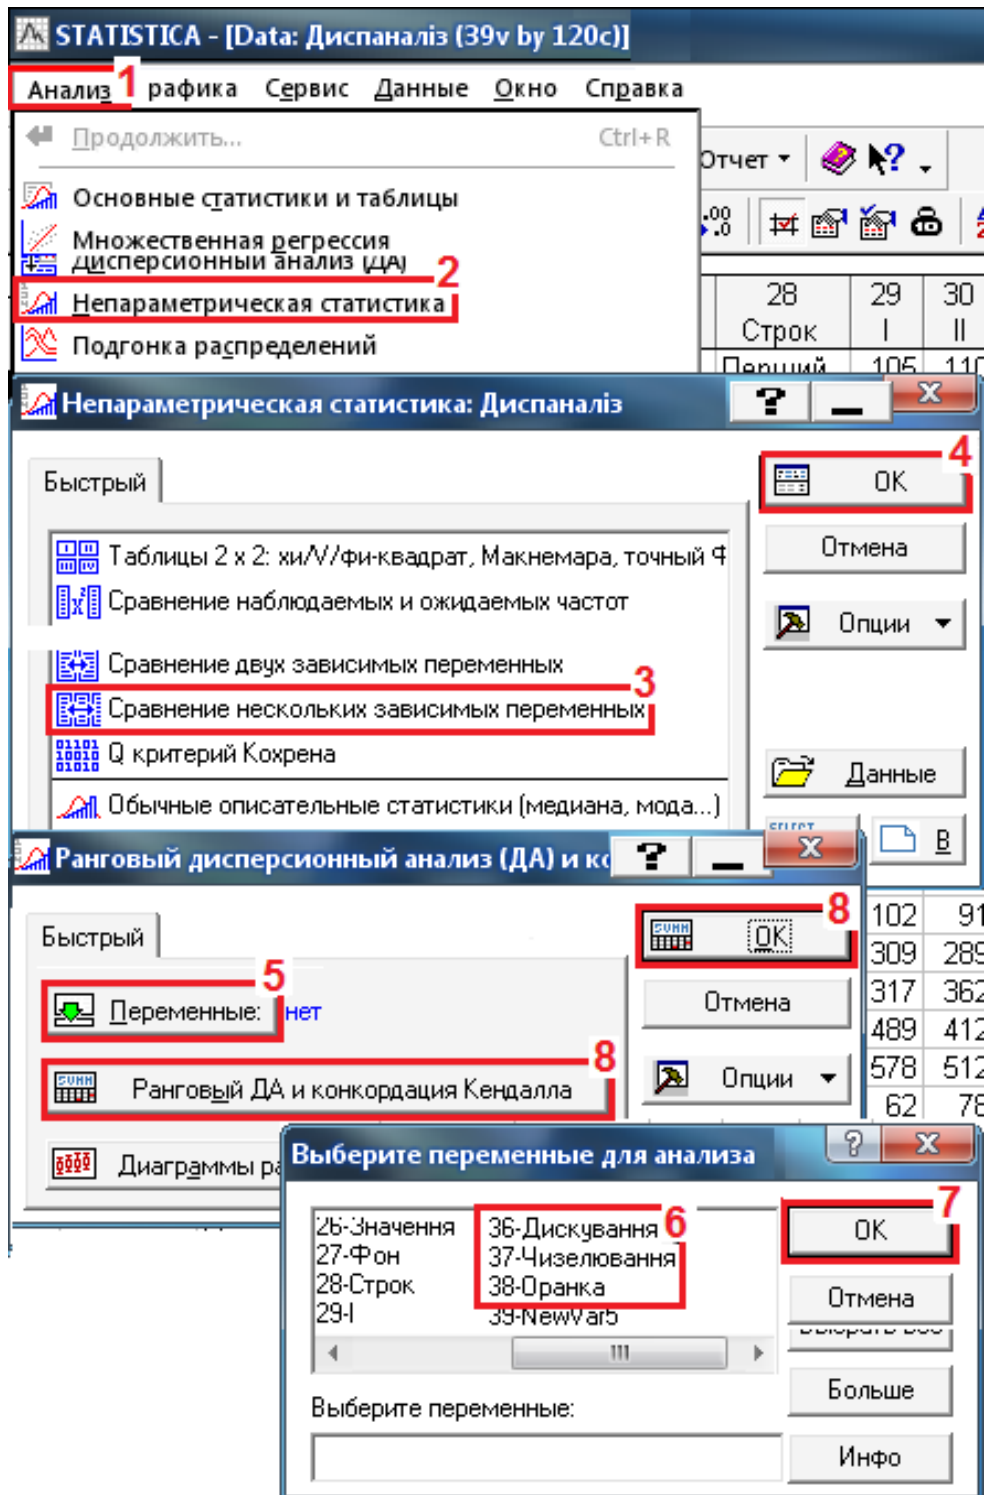 STATISTICA - [Data: Диспаналіз (39v by 120c)]
Анализ 1 рафика Сервис Данные Окно Справка
Продолжить... Ctrl+R
Отчет
Основные статистики и таблицы
Множественная регрессия
Дисперсионный анализ (ДА)
2
Непараметрическая статистика
Подгонка распределений
28 29 30
Строк I II
Перший 105 110
Непараметрическая статистика: Диспаналіз
Быстрый
4
OK
Отмена
Опции
Таблицы 2 x 2: хи/V/фи-квадрат, Макнемара, точный Ф
Сравнение наблюдаемых и ожидаемых частот
Сравнение двух зависимых переменных
3
Сравнение нескольких зависимых переменных
Q критерий Кохрена
Обычные описательные статистики (медиана, мода...)
Данные
В
Ранговый дисперсионный анализ (ДА) и ко
Быстрый
8
OK
5
Переменные: нет
Отмена
8
Ранговый ДА и конкордация Кендалла
Опции
Диаграммы ра
102 91
309 289
317 362
489 412
578 512
62 78
Выберите переменные для анализа
26-Значення
27-Фон
28-Строк
29-I
6
36-Дискування
37-Чизелювання
38-Оранка
39-NewVar5
7
OK
Отмена
Больше
Инфо
Выберите переменные: